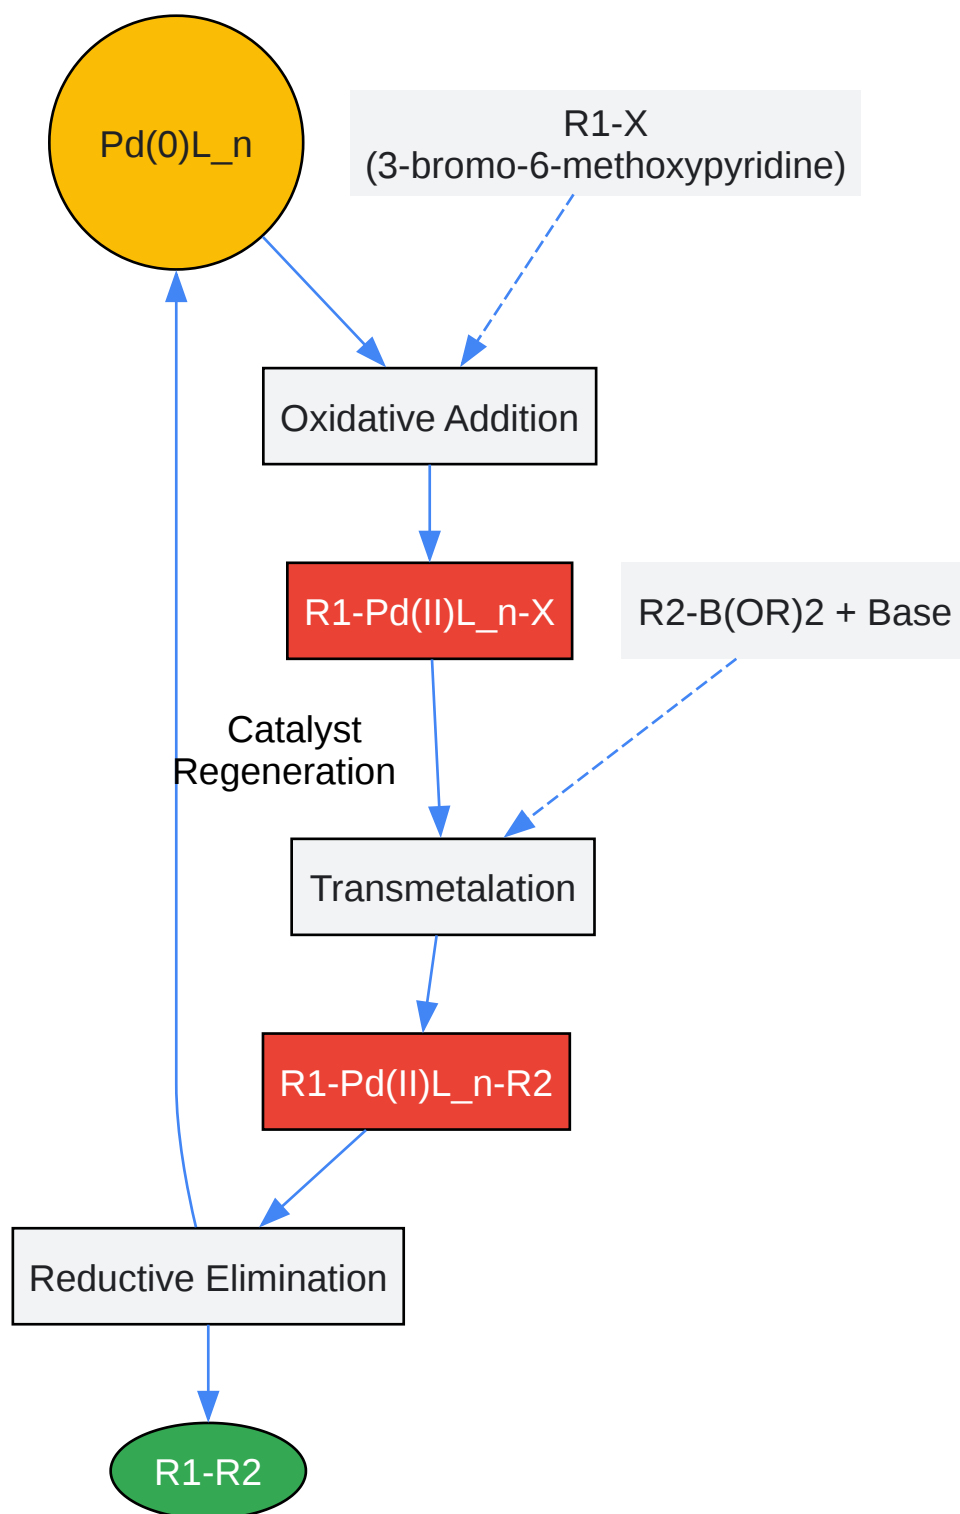 Pd(0)L_n
R1-X
(3-bromo-6-methoxypyridine)
Oxidative Addition
R1-Pd(II)L_n-X
R2-B(OR)2 + Base
Catalyst
Regeneration
Transmetalation
R1-Pd(II)L_n-R2
Reductive Elimination
R1-R2